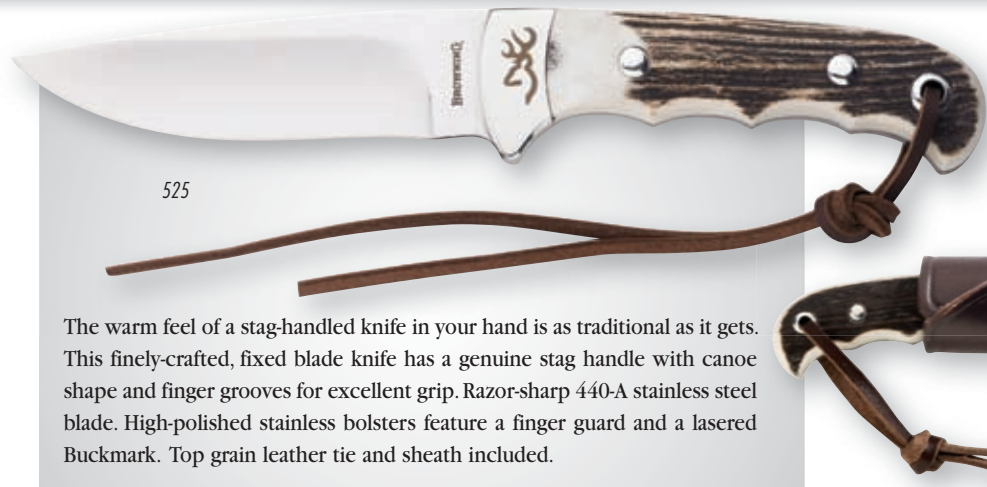 BROWNING
525
The warm feel of a stag-handled knife in your hand is as traditional as it gets.
This finely-crafted, fixed blade knife has a genuine stag handle with canoe
shape and finger grooves for excellent grip. Razor-sharp 440-A stainless steel
blade. High-polished stainless bolsters feature a finger guard and a lasered
Buckmark. Top grain leather tie and sheath included.